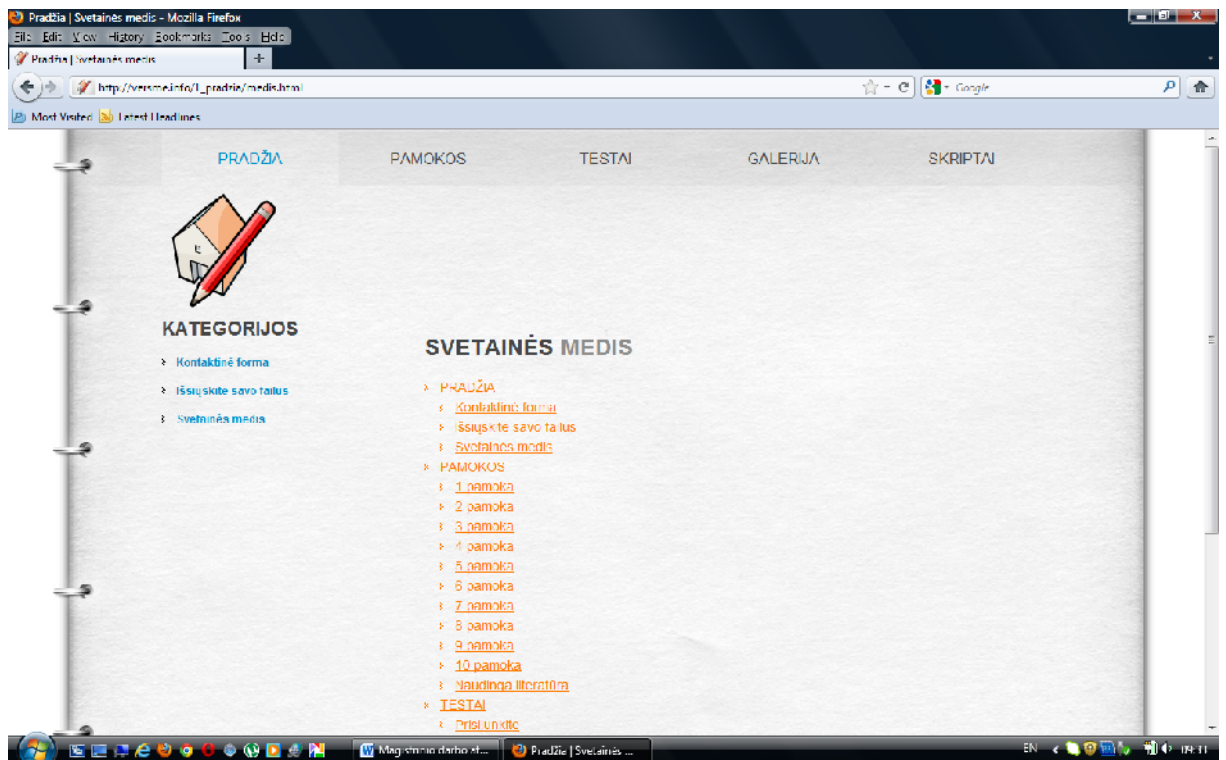 Pradžia | Svetainės medis - Mozilla Firefox
File Edit View History Bookmarks Tools Help
Pradžia | Svetainės medis
http://versme.info/1_pradzia/medis.html
Google
Most Visited Latest Headlines
PRADŽIA PAMOKOS TESTAI GALERIJA SKRIPTAI
KATEGORIJOS
Kontaktinė forma
Išsiųskite savo failus
Svetainės medis
SVETAINĖS MEDIS
PRADŽIA
Kontaktinė forma
Išsiųskite savo failus
Svetainės medis
PAMOKOS
1 pamoka
2 pamoka
3 pamoka
4 pamoka
5 pamoka
6 pamoka
7 pamoka
8 pamoka
9 pamoka
10 pamoka
Naudinga literatūra
TESTAI
Prisijunkite
Magistrinio darbo at... Pradžia | Svetainės ... EN